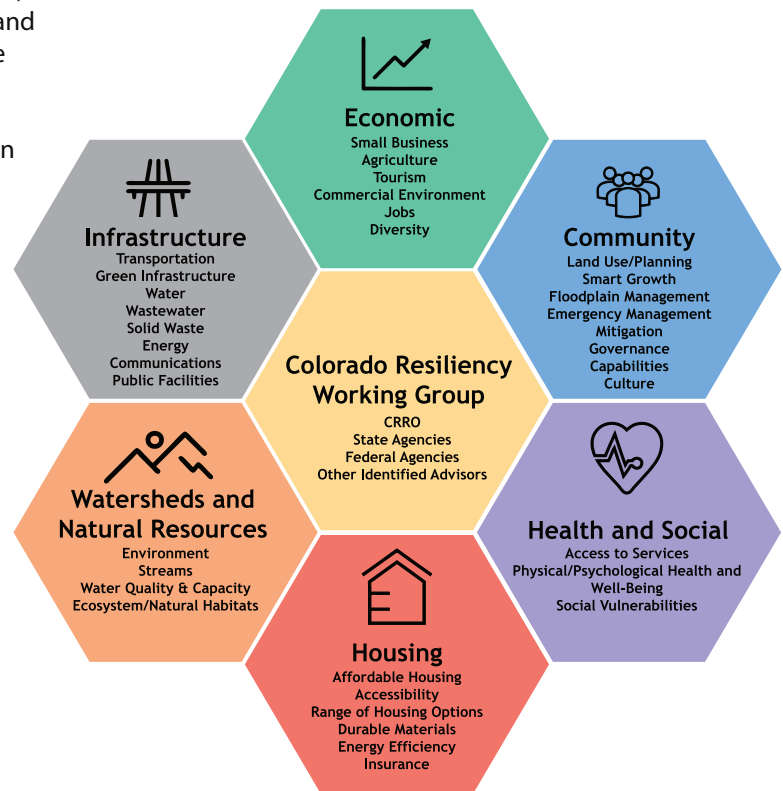 and
e
n
Economic
Small Business
Agriculture
Tourism
Commercial Environment
Jobs
Diversity
Infrastructure
Transportation
Green Infrastructure
Water
Wastewater
Solid Waste
Energy
Communications
Public Facilities
Community
Land Use/Planning
Smart Growth
Floodplain Management
Emergency Management
Mitigation
Governance
Capabilities
Culture
Colorado Resiliency
Working Group
CRRO
State Agencies
Federal Agencies
Other Identified Advisors
Watersheds and
Natural Resources
Environment
Streams
Water Quality & Capacity
Ecosystem/Natural Habitats
Health and Social
Access to Services
Physical/Psychological Health and
Well-Being
Social Vulnerabilities
Housing
Affordable Housing
Accessibility
Range of Housing Options
Durable Materials
Energy Efficiency
Insurance